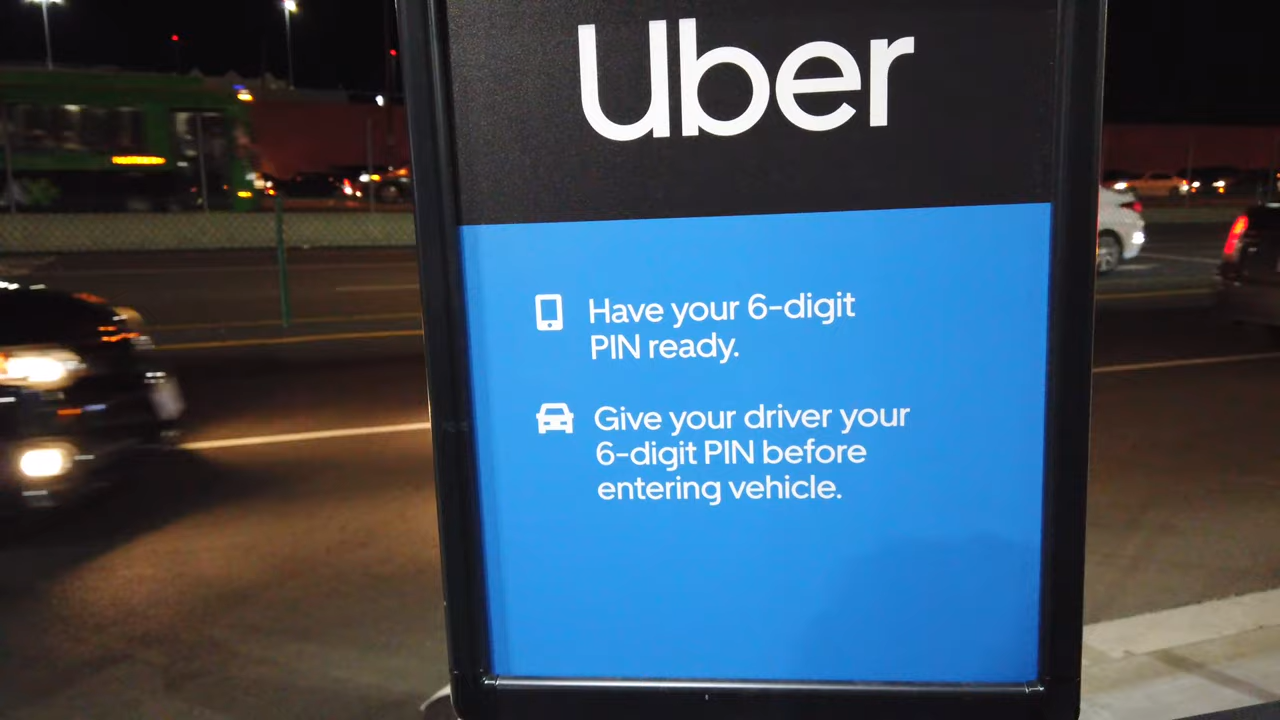 Uber
Have your 6-digit
PIN ready.
Give your driver your
6-digit PIN before
entering vehicle.